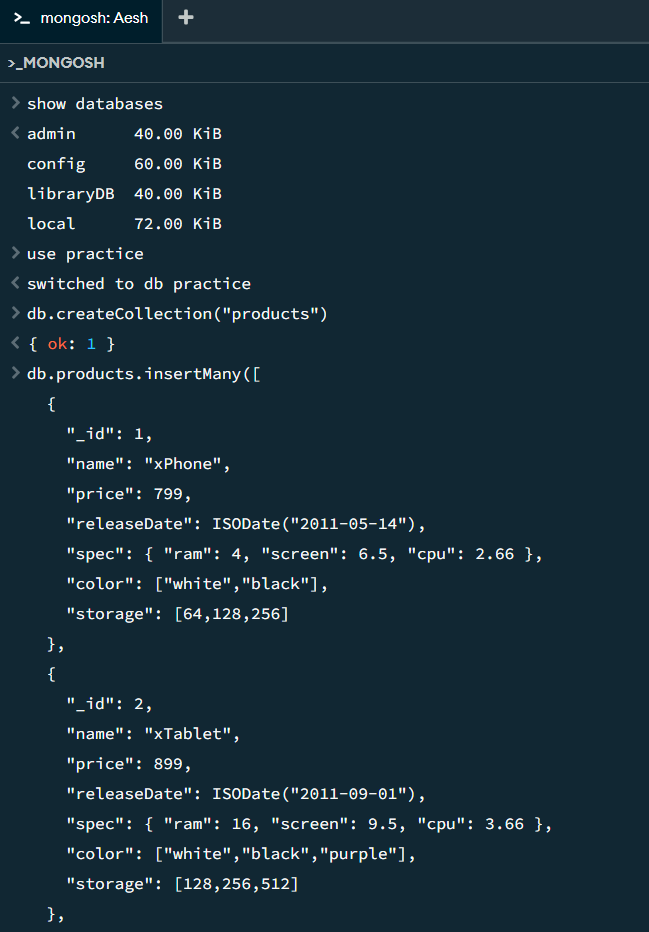 >_ mongosh: Aesh +
>_MONGOSH
> show databases
< admin      40.00 KiB
  config     60.00 KiB
  libraryDB  40.00 KiB
  local      72.00 KiB
> use practice
< switched to db practice
> db.createCollection("products")
< { ok: 1 }
> db.products.insertMany([
    {
      "_id": 1,
      "name": "xPhone",
      "price": 799,
      "releaseDate": ISODate("2011-05-14"),
      "spec": { "ram": 4, "screen": 6.5, "cpu": 2.66 },
      "color": ["white","black"],
      "storage": [64,128,256]
    },
    {
      "_id": 2,
      "name": "xTablet",
      "price": 899,
      "releaseDate": ISODate("2011-09-01"),
      "spec": { "ram": 16, "screen": 9.5, "cpu": 3.66 },
      "color": ["white","black","purple"],
      "storage": [128,256,512]
    },